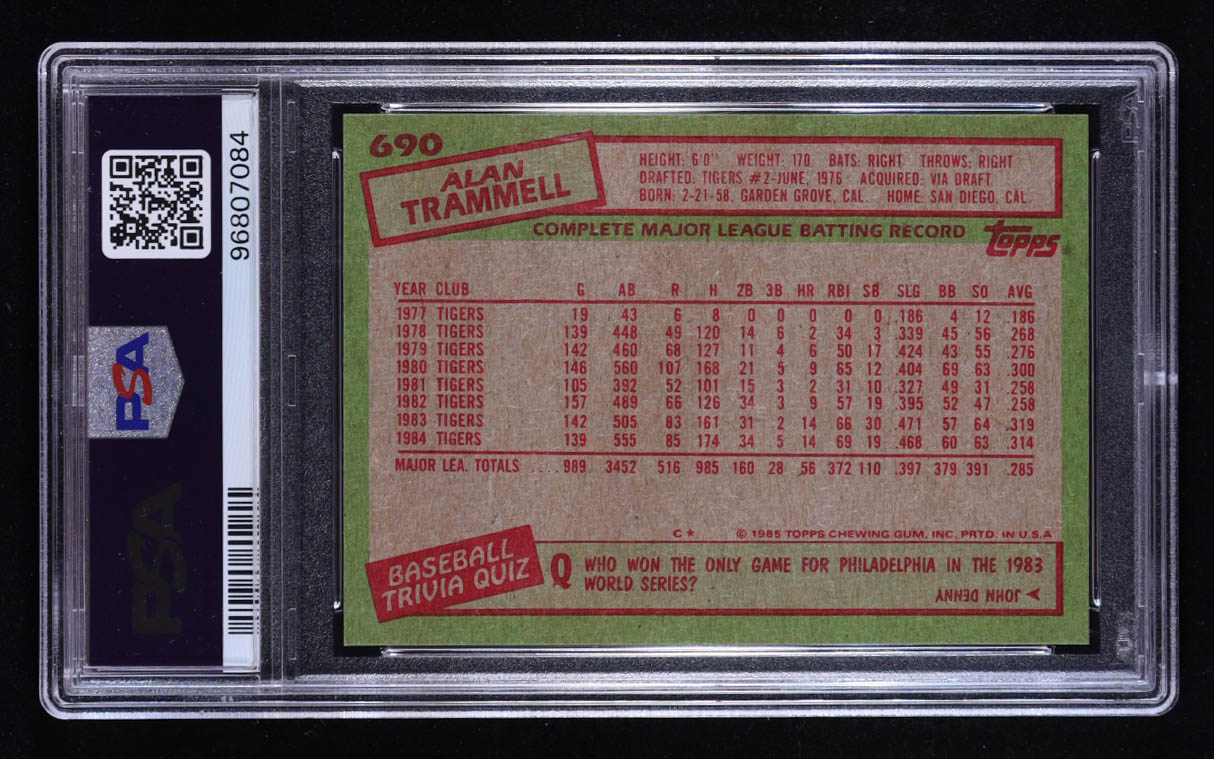 96807084
PSA
PSA
690
ALAN
TRAMMELL
HEIGHT: 6'0" WEIGHT: 170 BATS: RIGHT THROWS: RIGHT
DRAFTED: TIGERS #2-JUNE, 1976 ACQUIRED: VIA DRAFT
BORN: 2-21-58, GARDEN GROVE, CAL. HOME: SAN DIEGO, CAL
COMPLETE MAJOR LEAGUE BATTING RECORD
topps
YEAR CLUB G AB R H 2B 3B HR RBI SB SLG BB SO AVG
1977 TIGERS 19 43 6 8 0 0 0 0 0 .186 4 12 .186
1978 TIGERS 139 448 49 120 14 6 2 34 3 .339 45 56 .268
1979 TIGERS 142 460 68 127 11 4 6 50 17 .424 43 55 .276
1980 TIGERS 146 560 107 168 21 5 9 65 12 .404 69 63 .300
1981 TIGERS 105 392 52 101 15 3 2 31 10 .327 49 31 .258
1982 TIGERS 157 489 66 126 34 3 9 57 19 .395 52 47 .258
1983 TIGERS 142 505 83 161 31 2 14 66 30 .471 57 64 .319
1984 TIGERS 139 555 85 174 34 5 14 69 19 .468 60 63 .314
MAJOR LEA. TOTALS .... 989 3452 516 985 160 28 56 372 110 .397 379 391 .285
C★ © 1985 TOPPS CHEWING GUM, INC. PRTD. IN U.S.A
BASEBALL
TRIVIA QUIZ
Q WHO WON THE ONLY GAME FOR PHILADELPHIA IN THE 1983
WORLD SERIES?
JOHN DENNY